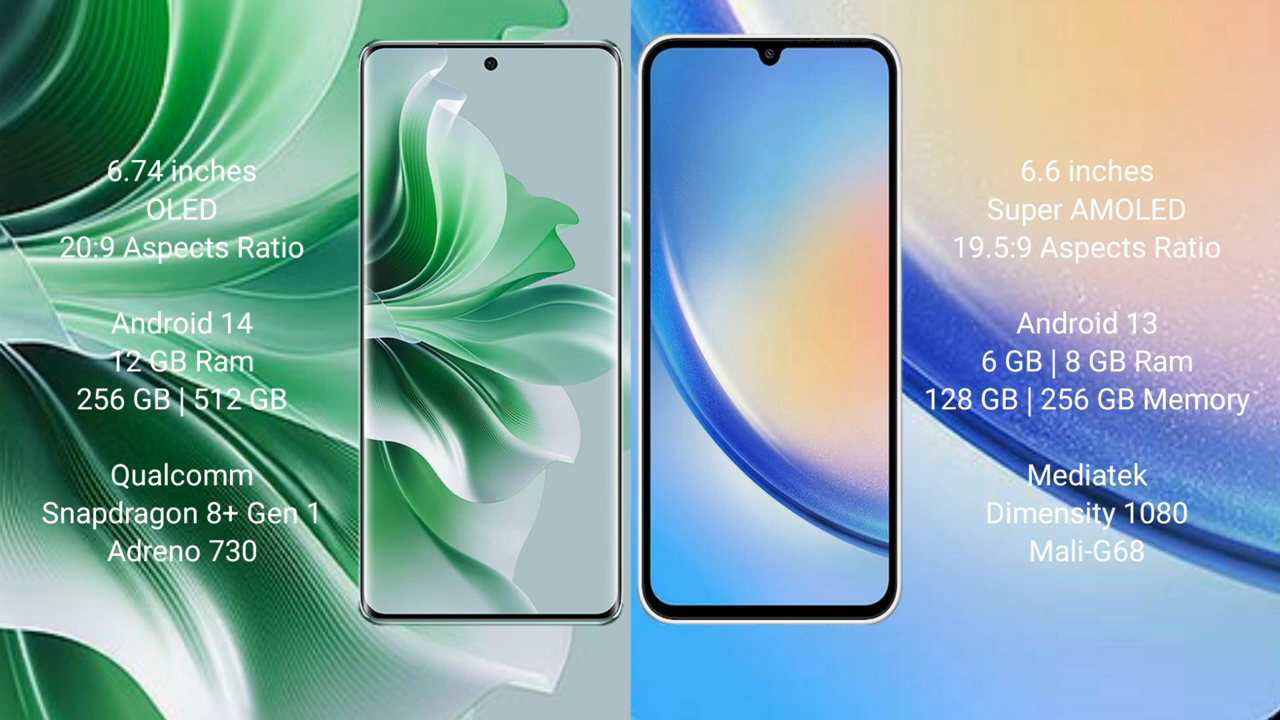 6.74 inches
OLED
20:9 Aspects Ratio
Android 14
12 GB Ram
256 GB | 512 GB
Qualcomm
Snapdragon 8+ Gen 1
Adreno 730
6.6 inches
Super AMOLED
19.5:9 Aspects Ratio
Android 13
6 GB | 8 GB Ram
128 GB | 256 GB Memory
Mediatek
Dimensity 1080
Mali-G68